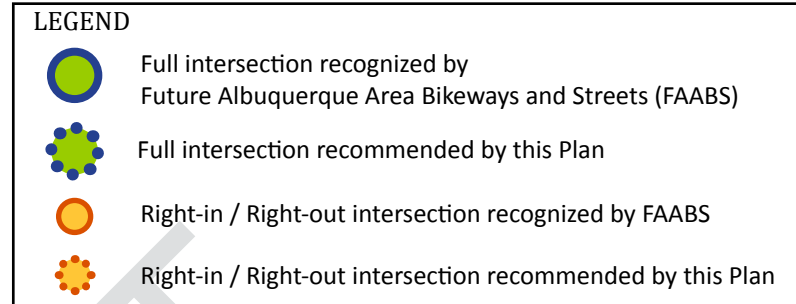 LEGEND
Full intersection recognized by
Future Albuquerque Area Bikeways and Streets (FAABS)
Full intersection recommended by this Plan
Right-in / Right-out intersection recognized by FAABS
Right-in / Right-out intersection recommended by this Plan